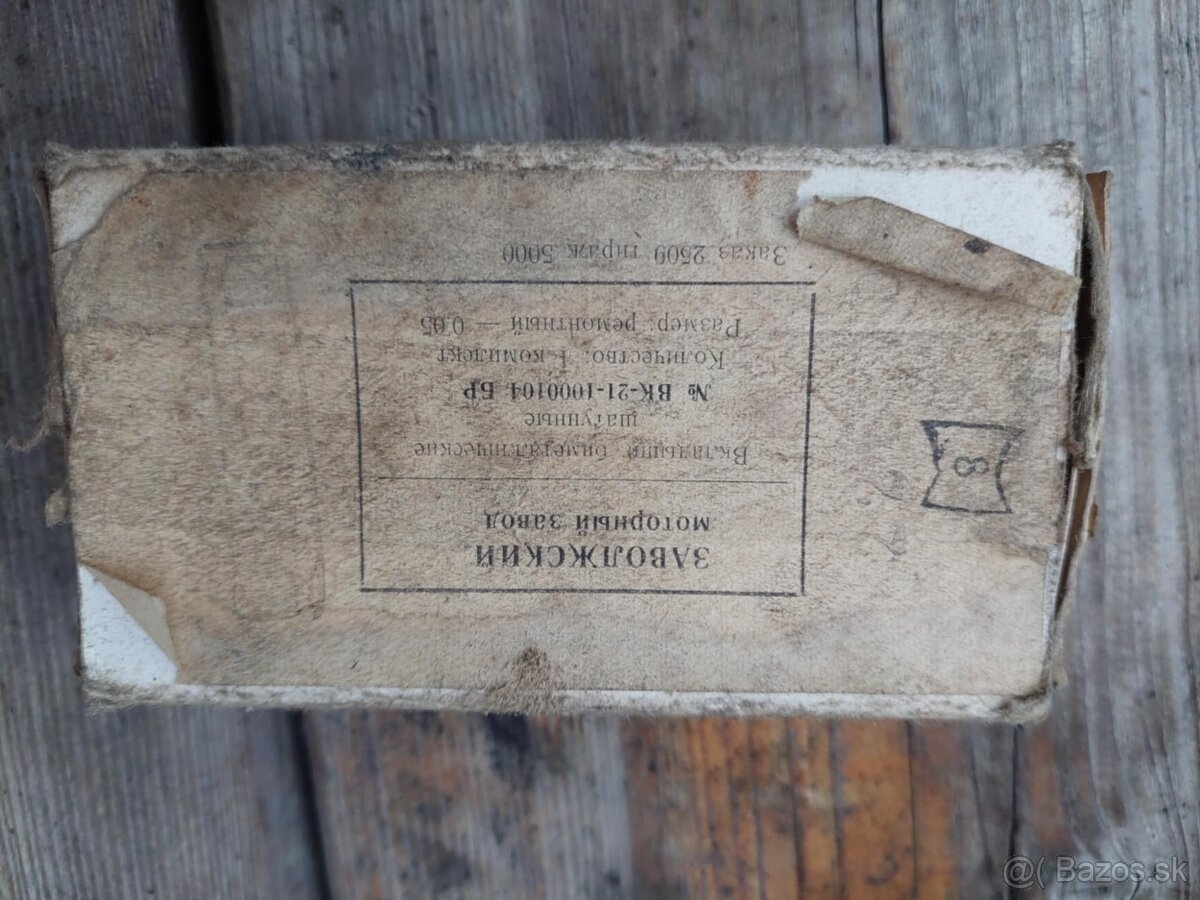 ЗАВОЛЖСКИЙ
МОТОРНЫЙ ЗАВОД
Вкладыши биметаллические
шатунные
№ ВК-21-1000104 БР
Количество: 1 комплект
Размер: ремонтный — 0.05
Заказ 2509 тираж 5000
8
@( Bazos.sk